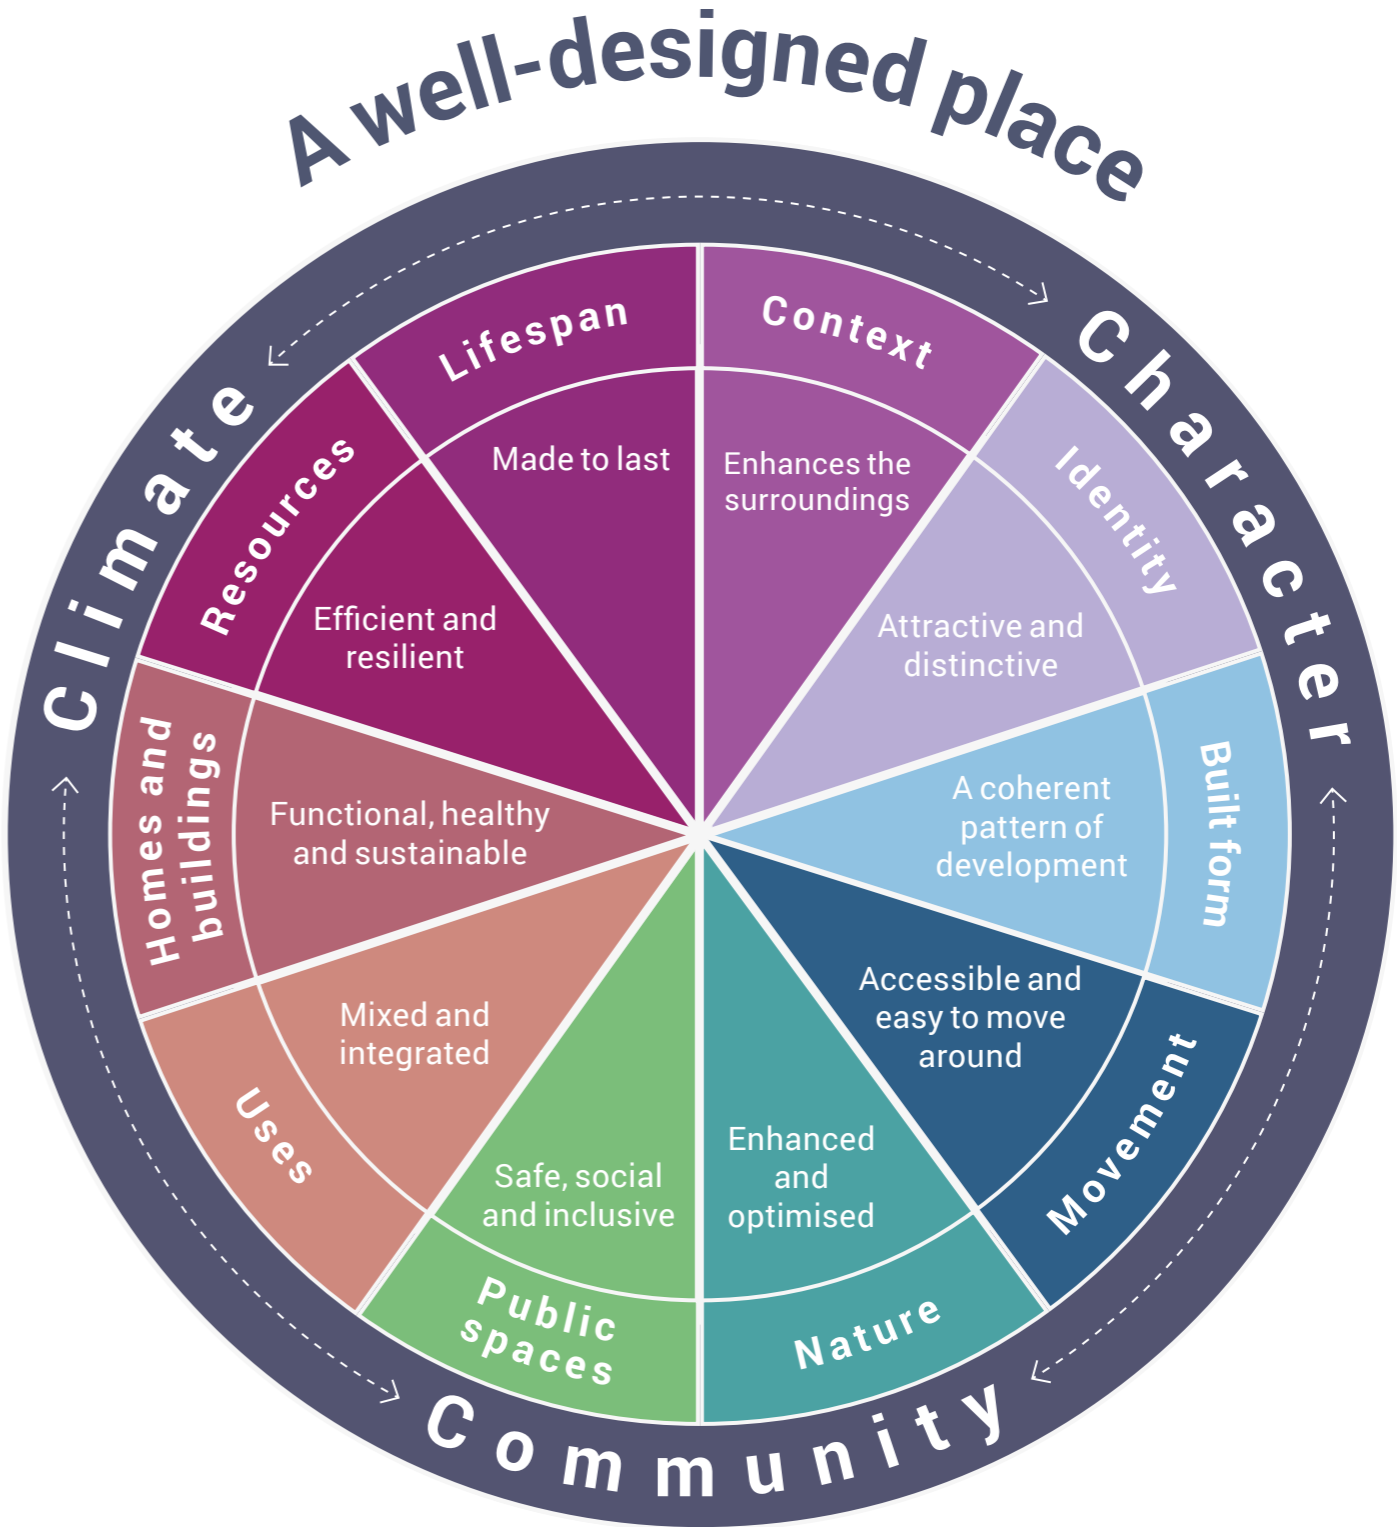 A well-designed place
Climate
Character
Community
Context
Enhances the
surroundings
Identity
Attractive and
distinctive
Built form
A coherent
pattern of
development
Movement
Accessible and
easy to move
around
Nature
Enhanced
and
optimised
Public
spaces
Safe, social
and inclusive
Uses
Mixed and
integrated
Homes and
buildings
Functional, healthy
and sustainable
Resources
Efficient and
resilient
Lifespan
Made to last